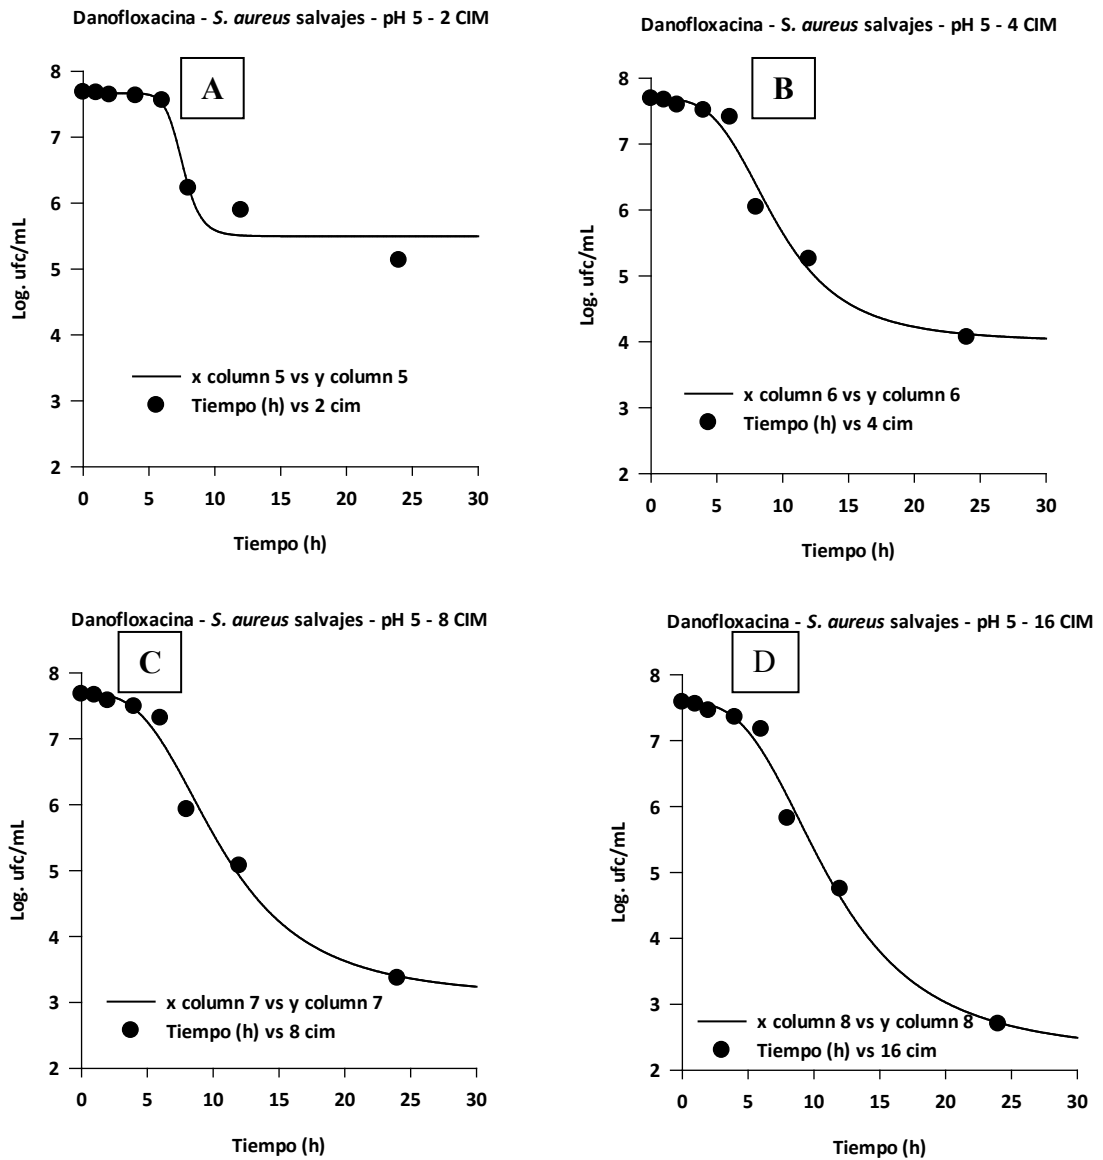 Danofloxacina - S. aureus salvajes - pH 5 - 2 CIM
A
8
7
6
5
4
3
2
Log. ufc/mL
x column 5 vs y column 5
Tiempo (h) vs 2 cim
0 5 10 15 20 25 30
Tiempo (h)
Danofloxacina - S. aureus salvajes - pH 5 - 4 CIM
B
8
7
6
5
4
3
2
Log. ufc/mL
x column 6 vs y column 6
Tiempo (h) vs 4 cim
0 5 10 15 20 25 30
Tiempo (h)
Danofloxacina - S. aureus salvajes - pH 5 - 8 CIM
C
8
7
6
5
4
3
2
Log. ufc/mL
x column 7 vs y column 7
Tiempo (h) vs 8 cim
0 5 10 15 20 25 30
Tiempo (h)
Danofloxacina - S. aureus salvajes - pH 5 - 16 CIM
D
8
7
6
5
4
3
2
Log. ufc/mL
x column 8 vs y column 8
Tiempo (h) vs 16 cim
0 5 10 15 20 25 30
Tiempo (h)